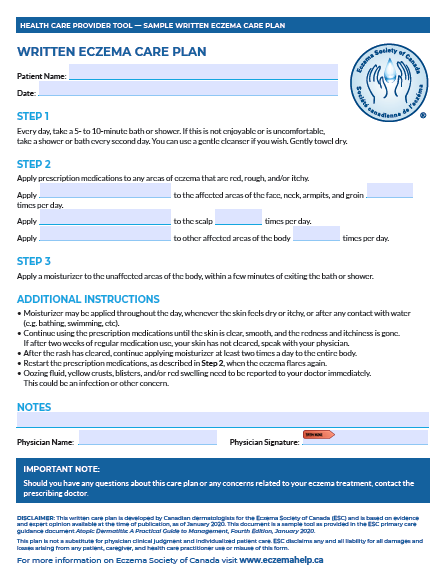 HEALTH CARE PROVIDER TOOL — SAMPLE WRITTEN ECZEMA CARE PLAN
WRITTEN ECZEMA CARE PLAN
Eczema Society of Canada
Société canadienne de l'eczéma
®
Patient Name:
Date:
STEP 1
Every day, take a 5- to 10-minute bath or shower. If this is not enjoyable or is uncomfortable,
take a shower or bath every second day. You can use a gentle cleanser if you wish. Gently towel dry.
STEP 2
Apply prescription medications to any areas of eczema that are red, rough, and/or itchy.
Apply to the affected areas of the face, neck, armpits, and groin
times per day.
Apply to the scalp times per day.
Apply to other affected areas of the body times per day.
STEP 3
Apply a moisturizer to the unaffected areas of the body, within a few minutes of exiting the bath or shower.
ADDITIONAL INSTRUCTIONS
• Moisturizer may be applied throughout the day, whenever the skin feels dry or itchy, or after any contact with water
(e.g. bathing, swimming, etc).
• Continue using the prescription medications until the skin is clear, smooth, and the redness and itchiness is gone.
If after two weeks of regular medication use, your skin has not cleared, speak with your physician.
• After the rash has cleared, continue applying moisturizer at least two times a day to the entire body.
• Restart the prescription medications, as described in Step 2, when the eczema flares again.
• Oozing fluid, yellow crusts, blisters, and/or red swelling need to be reported to your doctor immediately.
This could be an infection or other concern.
NOTES
Physician Name: Physician Signature:
IMPORTANT NOTE:
Should you have any questions about this care plan or any concerns related to your eczema treatment, contact the
prescribing doctor.
DISCLAIMER: This written care plan is developed by Canadian dermatologists for the Eczema Society of Canada (ESC) and is based on evidence
and expert opinion available at the time of publication, as of January 2020. This document is a sample tool as provided in the ESC primary care
guidance document Atopic Dermatitis: A Practical Guide to Management, Fourth Edition, January 2020.
This plan is not a substitute for physician clinical judgment and individualized patient care. ESC disclaims any and all liability for all damages and
losses arising from any patient, caregiver, and health care practitioner use or misuse of this form.
For more information on Eczema Society of Canada visit www.eczemahelp.ca